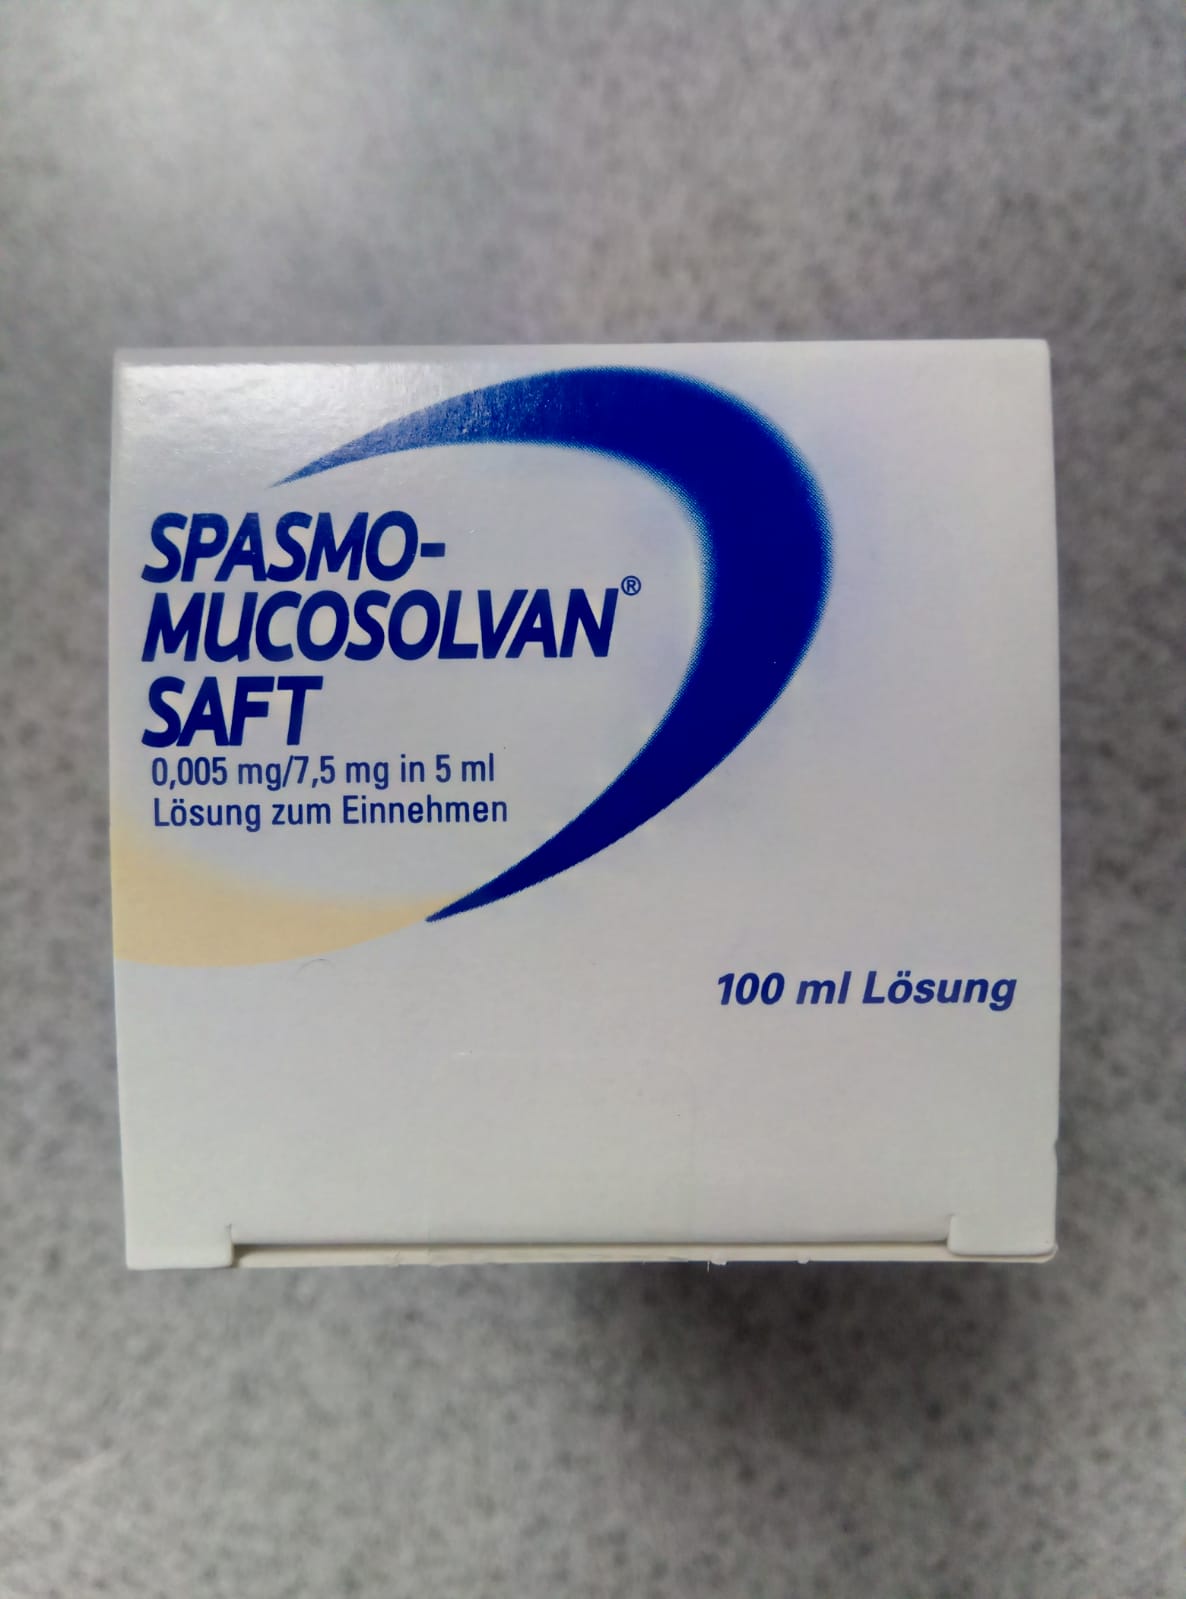 SPASMO-
MUCOSOLVAN®
SAFT
0,005 mg/7,5 mg in 5 ml
Lösung zum Einnehmen
100 ml Lösung